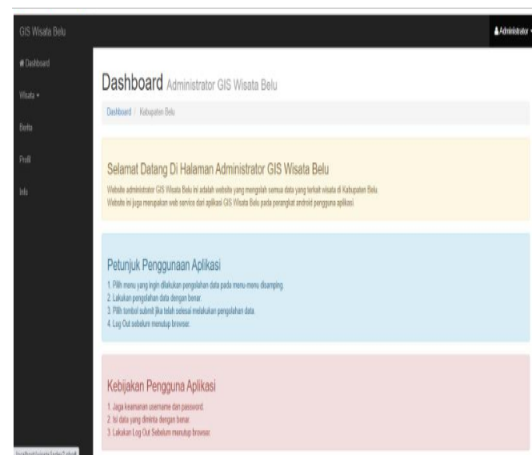 GIS Wisata Belu
Administrator
Dashboard
Wisata
Berita
Profil
Info
Dashboard Administrator GIS Wisata Belu
Dashboard / Kabupaten Belu
Selamat Datang Di Halaman Administrator GIS Wisata Belu
Website administrator GIS Wisata Belu ini adalah website yang mengolah semua data yang terkait wisata di Kabupaten Belu.
Website ini juga merupakan web service dari aplikasi GIS Wisata Belu pada perangkat android pengguna aplikasi.
Petunjuk Penggunaan Aplikasi
1. Pilih menu yang ingin dilakukan pengolahan data pada menu-menu disamping.
2. Lakukan pengolahan data dengan benar.
3. Pilih tombol submit jika telah selesai melakukan pengolahan data.
4. Log Out sebelum menutup browser.
Kebijakan Pengguna Aplikasi
1. Jaga keamanan username dan password.
2. Isi data yang diminta dengan benar.
3. Lakukan Log Out Sebelum menutup browser.